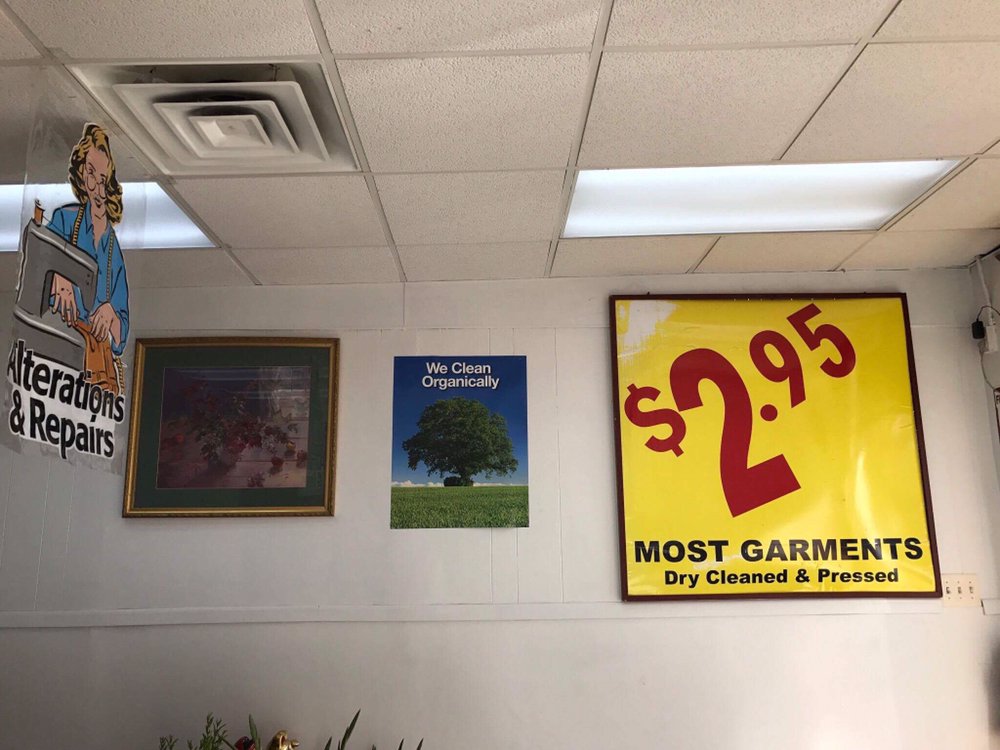 Alterations
& Repairs
We Clean
Organically
$2.95
MOST GARMENTS
Dry Cleaned & Pressed